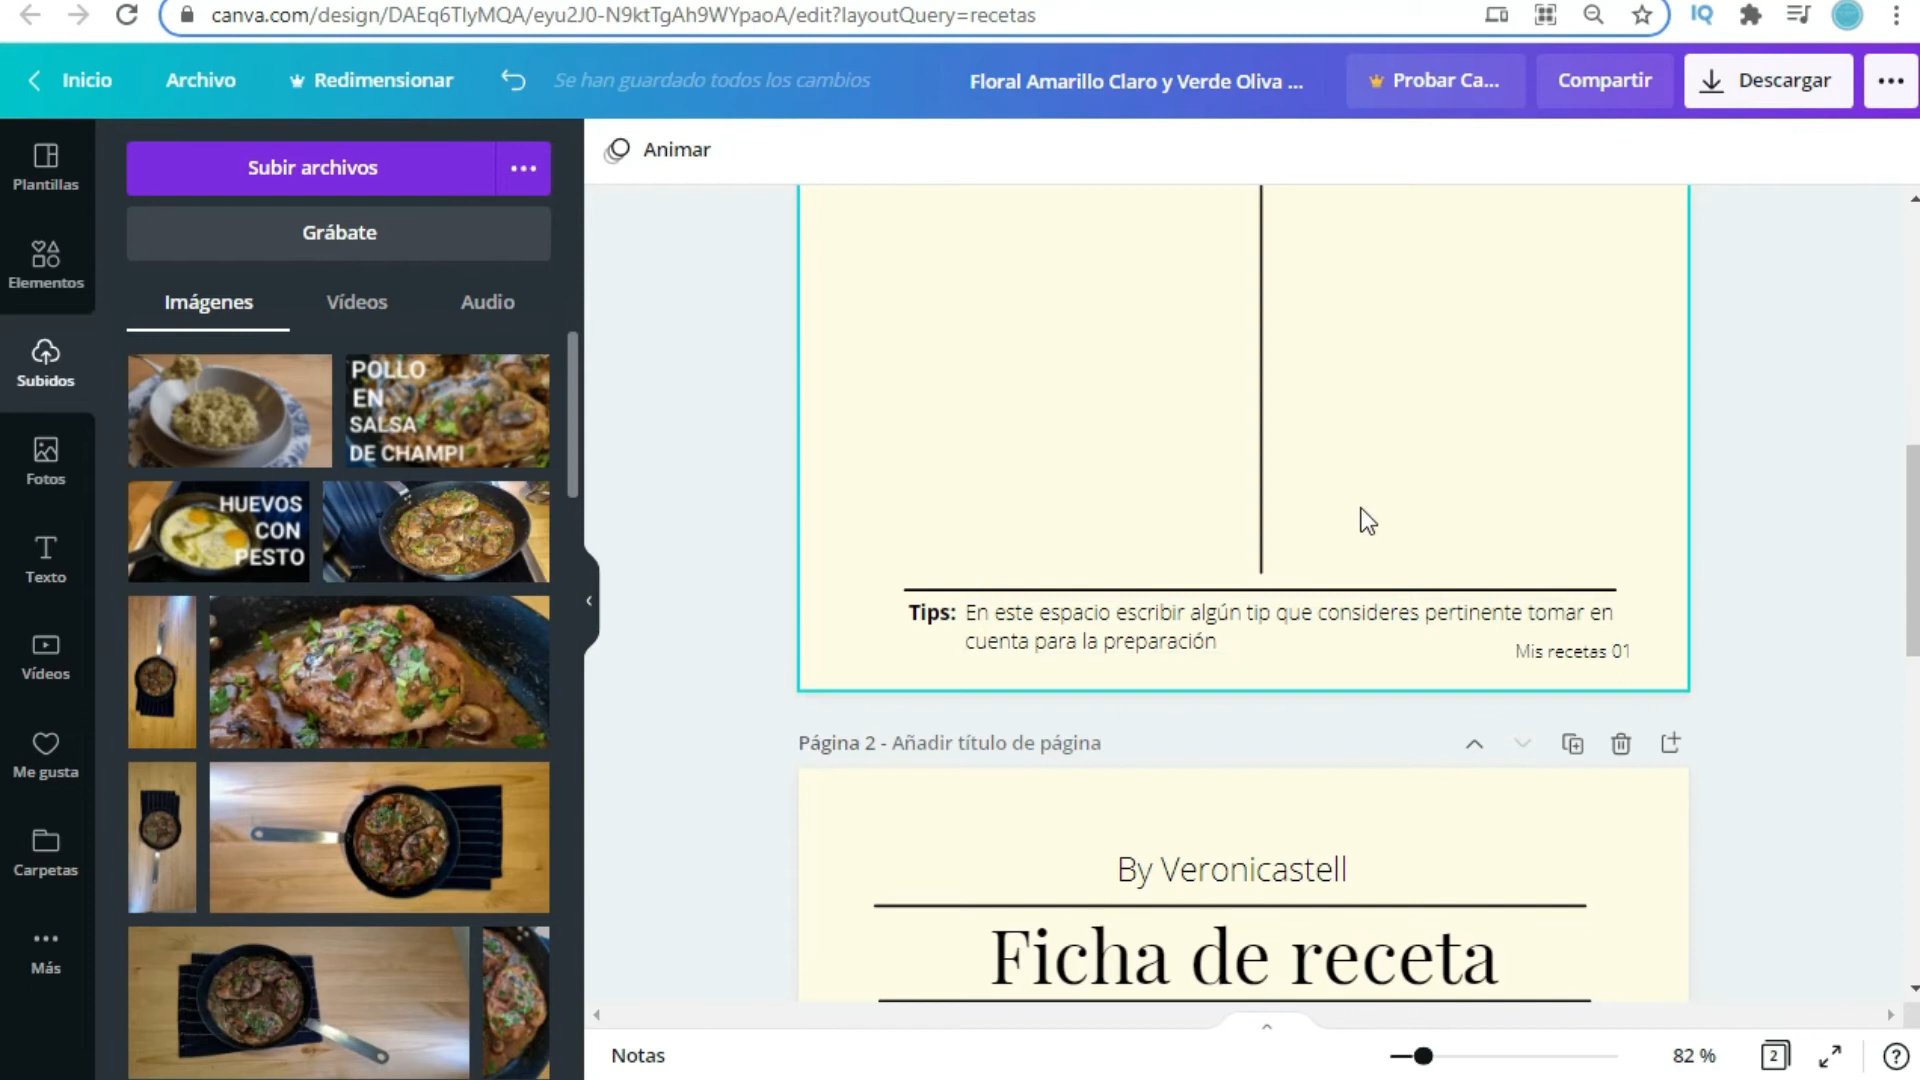 canva.com/design/DAEq6TlyMQA/eyu2J0-N9ktTgAh9WYpaoA/edit?layoutQuery=recetas
Inicio
Archivo
Redimensionar
Se han guardado todos los cambios
Floral Amarillo Claro y Verde Oliva ...
Probar Ca...
Compartir
Descargar
Plantillas
Elementos
Subidos
Fotos
Texto
Vídeos
Me gusta
Carpetas
Más
Subir archivos
Grábate
Imágenes
Vídeos
Audio
POLLO
EN
SALSA
DE CHAMPI
HUEVOS
CON
PESTO
Animar
Tips: En este espacio escribir algún tip que consideres pertinente tomar en
cuenta para la preparación
Mis recetas 01
Página 2 - Añadir título de página
By Veronicastell
Ficha de receta
Notas
82 %
2
IQ